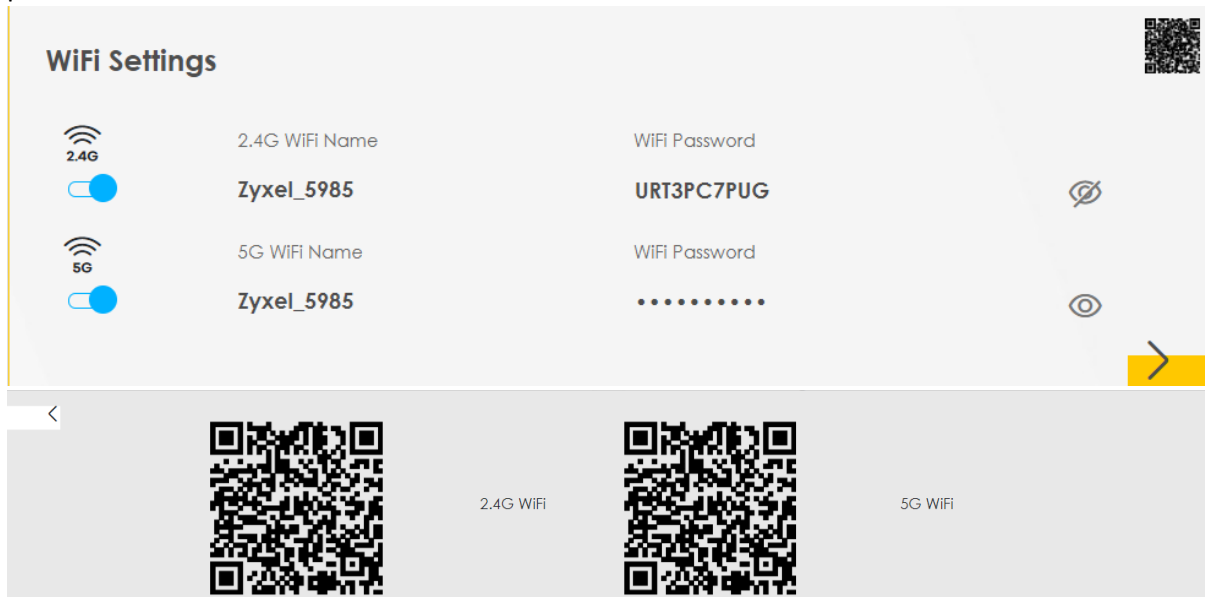 WiFi Settings
2.4G
2.4G WiFi Name
WiFi Password
Zyxel_5985
URT3PC7PUG
5G
5G WiFi Name
WiFi Password
Zyxel_5985
••••••••••
2.4G WiFi
5G WiFi